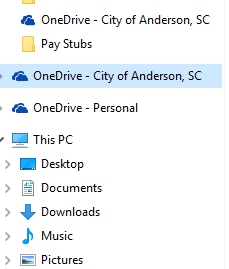 OneDrive - City of Anderson, SC
Pay Stubs
OneDrive - City of Anderson, SC
OneDrive - Personal
This PC
Desktop
Documents
Downloads
Music
Pictures